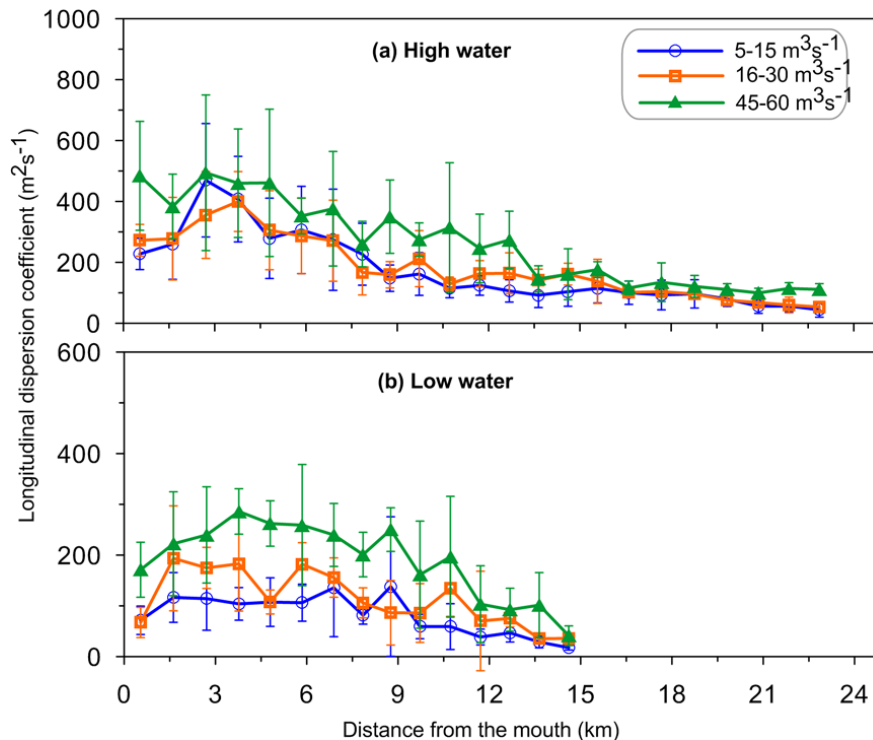 Longitudinal dispersion coefficient (m²s⁻¹)
1000
800
600
400
200
0
(a) High water
5-15 m³s⁻¹
16-30 m³s⁻¹
45-60 m³s⁻¹
600
400
200
0
(b) Low water
0 3 6 9 12 15 18 21 24
Distance from the mouth (km)